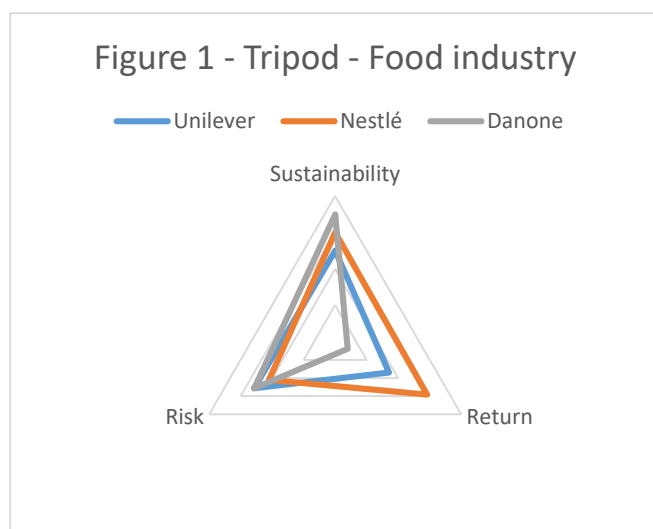 Figure 1 - Tripod - Food industry
Unilever Nestlé Danone
Sustainability
Risk Return